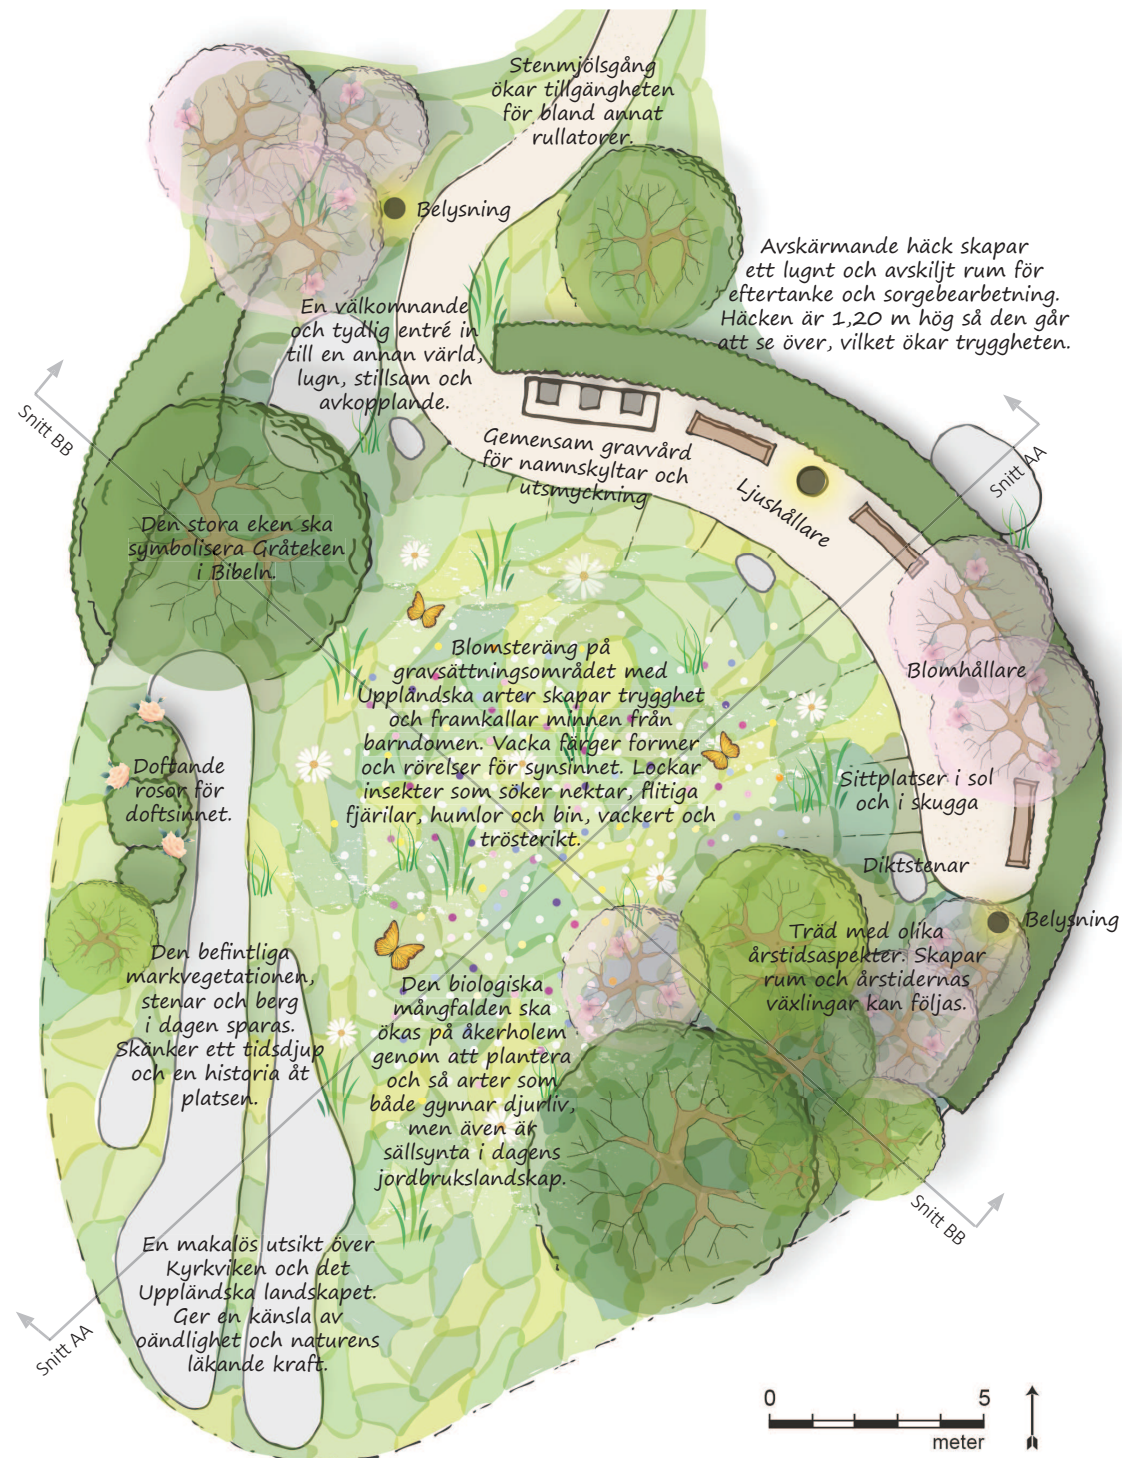 Stenmjölsgång
ökar tillgängheten
för bland annat
rullatorer.
Belysning
Avskärmande häck skapar
ett lugnt och avskiljt rum för
eftertanke och sorgebearbetning.
Häcken är 1,20 m hög så den går
att se över, vilket ökar tryggheten.
En välkomnande
och tydlig entré in
till en annan värld,
lugn, stillsam och
avkopplande.
Snitt BB
Snitt AA
Gemensam gravvård
för namnskyltar och
utsmyckning
Ljushållare
Den stora eken ska
symbolisera Gråteken
i Bibeln.
Blomsteräng på
gravsättningsområdet med
Uppländska arter skapar trygghet
och framkallar minnen från
barndomen. Vacka färger former
och rörelser för synsinnet. Lockar
insekter som söker nektar, flitiga
fjärilar, humlor och bin, vackert och
trösterikt.
Blomhållare
Doftande
rosor för
doftsinnet.
Sittplatser i sol
och i skugga
Diktstenar
Belysning
Träd med olika
årstidsaspekter. Skapar
rum och årstidernas
växlingar kan följas.
Den befintliga
markvegetationen,
stenar och berg
i dagen sparas.
Skänker ett tidsdjup
och en historia åt
platsen.
Den biologiska
mångfalden ska
ökas på åkerholem
genom att plantera
och så arter som
både gynnar djurliv,
men även är
sällsynta i dagens
jordbrukslandskap.
Snitt BB
En makalös utsikt över
Kyrkviken och det
Uppländska landskapet.
Ger en känsla av
oändlighet och naturens
läkande kraft.
Snitt AA
0 5
meter